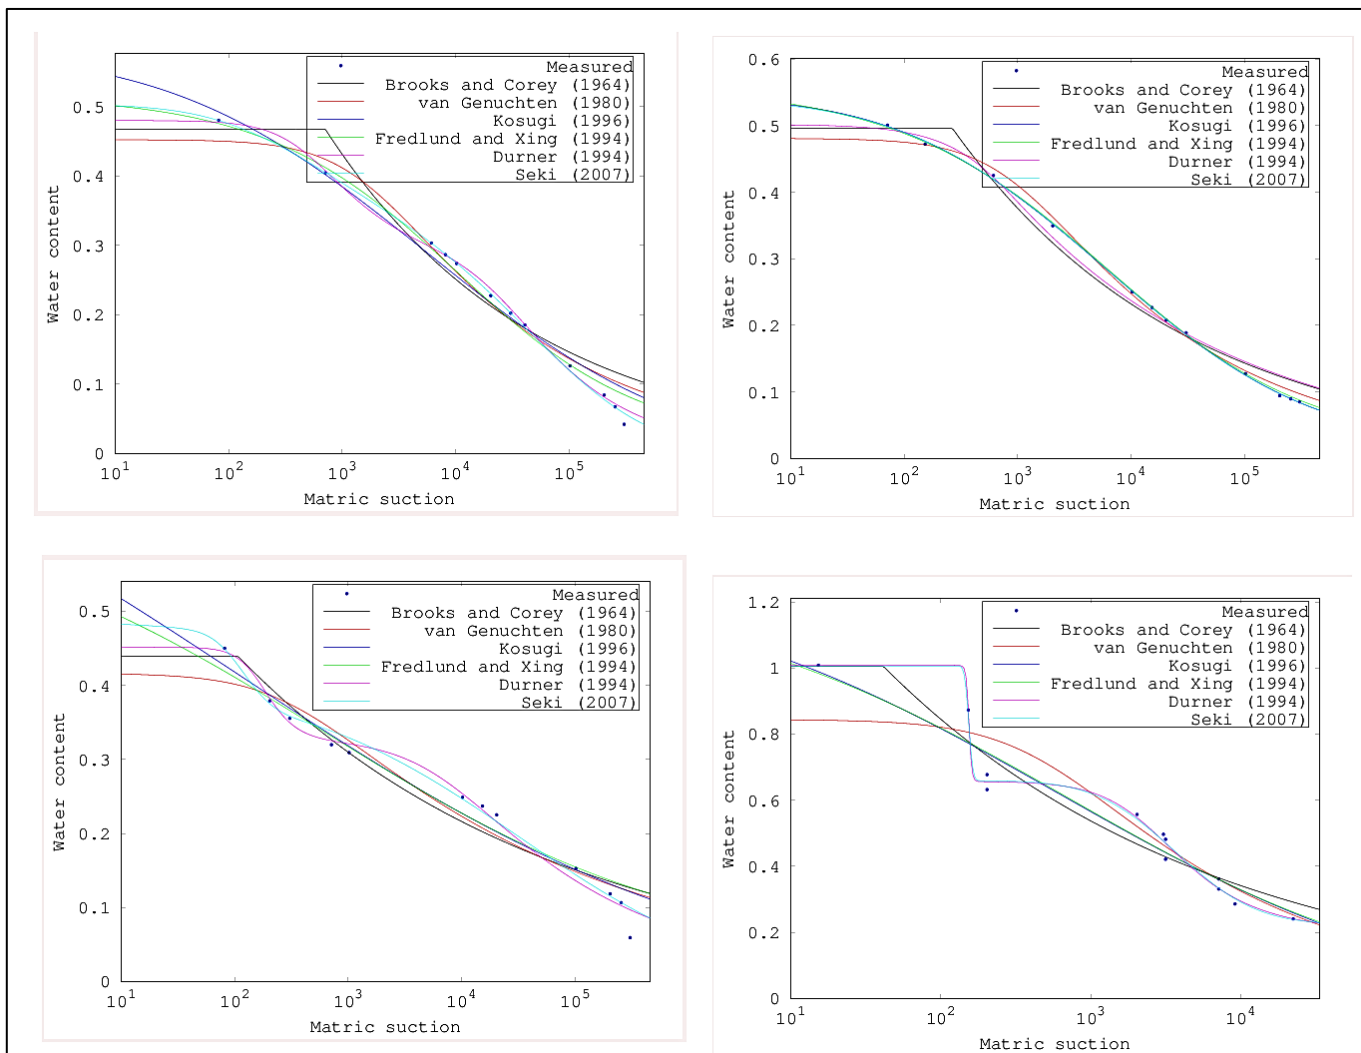 Measured
Brooks and Corey (1964)
van Genuchten (1980)
Kosugi (1996)
Fredlund and Xing (1994)
Durner (1994)
Seki (2007)
0.5
0.4
0.3
0.2
0.1
0
Water content
10¹ 10² 10³ 10⁴ 10⁵
Matric suction
Measured
Brooks and Corey (1964)
van Genuchten (1980)
Kosugi (1996)
Fredlund and Xing (1994)
Durner (1994)
Seki (2007)
0.6
0.5
0.4
0.3
0.2
0.1
0
Water content
10¹ 10² 10³ 10⁴ 10⁵
Matric suction
Measured
Brooks and Corey (1964)
van Genuchten (1980)
Kosugi (1996)
Fredlund and Xing (1994)
Durner (1994)
Seki (2007)
0.5
0.4
0.3
0.2
0.1
0
Water content
10¹ 10² 10³ 10⁴ 10⁵
Matric suction
Measured
Brooks and Corey (1964)
van Genuchten (1980)
Kosugi (1996)
Fredlund and Xing (1994)
Durner (1994)
Seki (2007)
1.2
1
0.8
0.6
0.4
0.2
0
Water content
10¹ 10² 10³ 10⁴
Matric suction